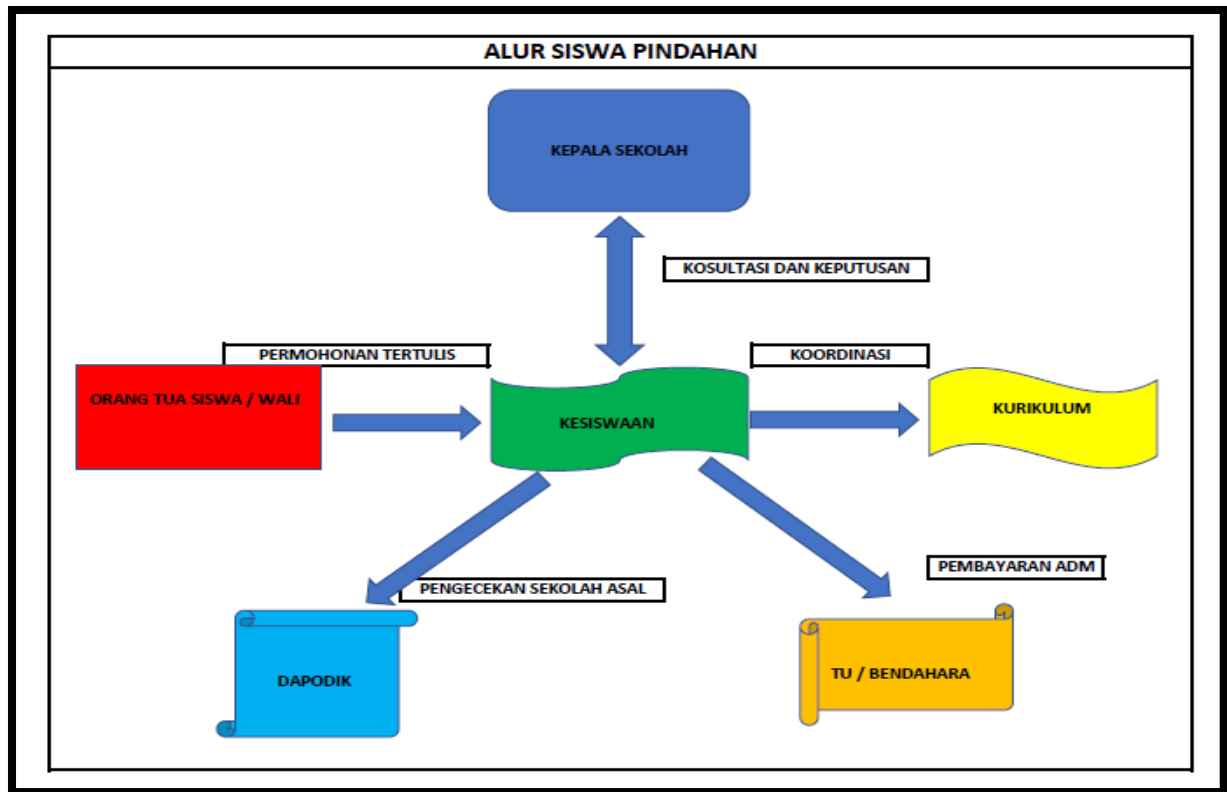 ALUR SISWA PINDAHAN
KEPALA SEKOLAH
KOSULTASI DAN KEPUTUSAN
PERMOHONAN TERTULIS
KOORDINASI
ORANG TUA SISWA / WALI
KESISWAAN
KURIKULUM
PEMBAYARAN ADM
PENGECEKAN SEKOLAH ASAL
DAPODIK
TU / BENDAHARA